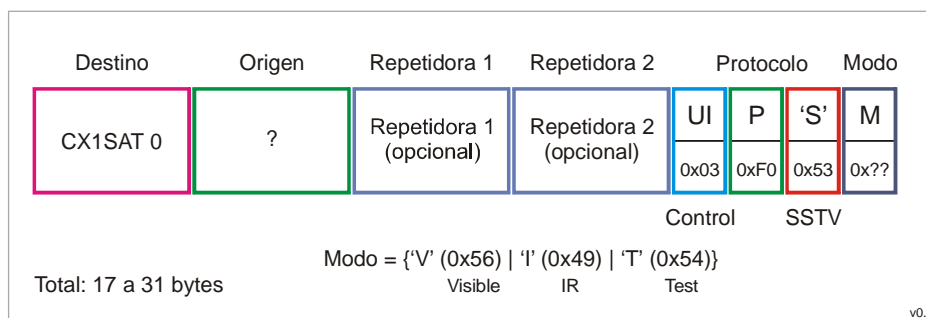 Destino Origen Repetidora 1 Repetidora 2 Protocolo Modo
CX1SAT 0 ? Repetidora 1 (opcional) Repetidora 2 (opcional) UI P ‘S’ M
0x03 0xF0 0x53 0x??
Control SSTV
Modo = {‘V’ (0x56) | ‘I’ (0x49) | ‘T’ (0x54)}
Total: 17 a 31 bytes Visible IR Test
v0.